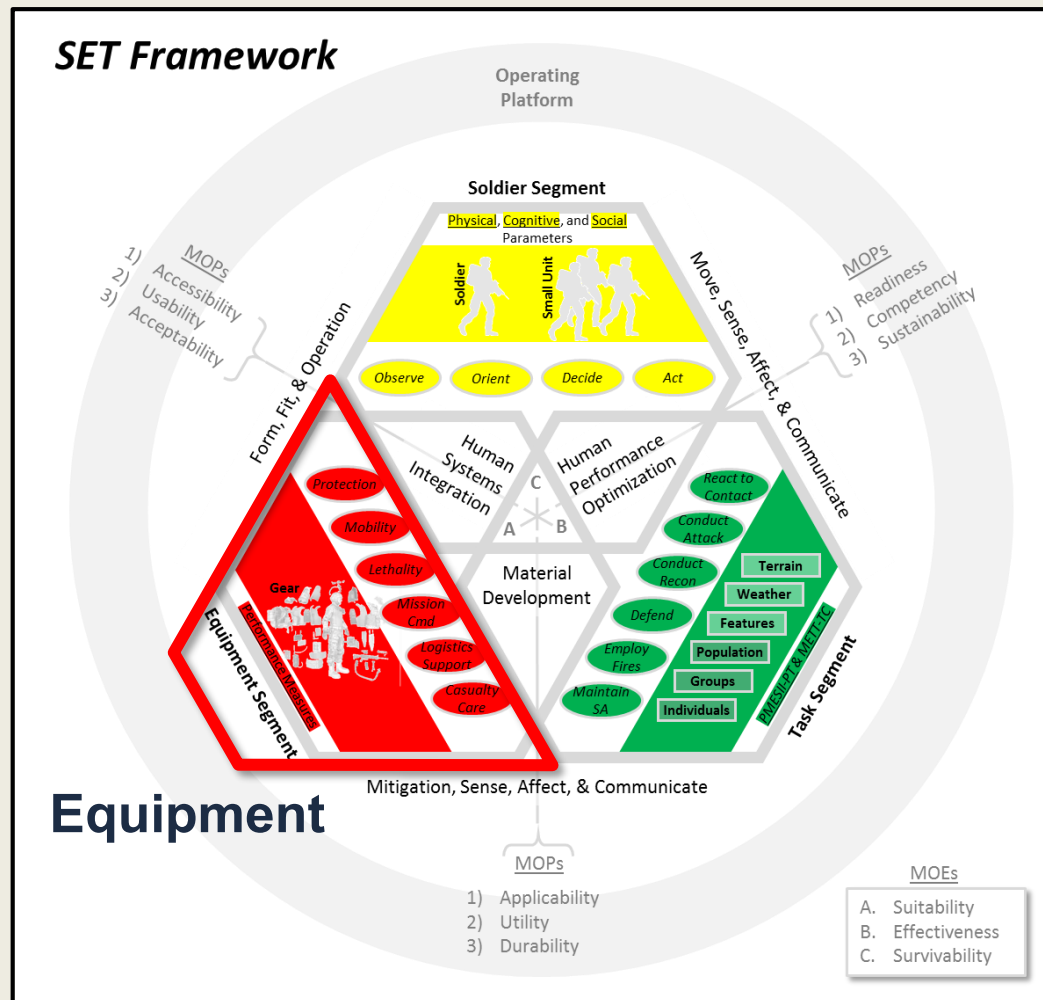 SET Framework
Operating
Platform
Soldier Segment
Physical, Cognitive, and Social
Parameters
Soldier
Small Unit
Observe
Orient
Decide
Act
MOPs
1) Accessibility
2) Usability
3) Acceptability
Form, Fit, & Operation
Move, Sense, Affect, & Communicate
MOPs
1) Readiness
2) Competency
3) Sustainability
Human
Systems
Integration
Human
Performance
Optimization
C
A
B
Material
Development
Protection
Mobility
Lethality
Mission
Cmd
Logistics
Support
Casualty
Care
Gear
Performance Measures
Equipment Segment
React to
Contact
Conduct
Attack
Conduct
Recon
Defend
Employ
Fires
Maintain
SA
Terrain
Weather
Features
Population
Groups
Individuals
PMESII-PT & METT-TC
Task Segment
Mitigation, Sense, Affect, & Communicate
Equipment
MOPs
1) Applicability
2) Utility
3) Durability
MOEs
A. Suitability
B. Effectiveness
C. Survivability